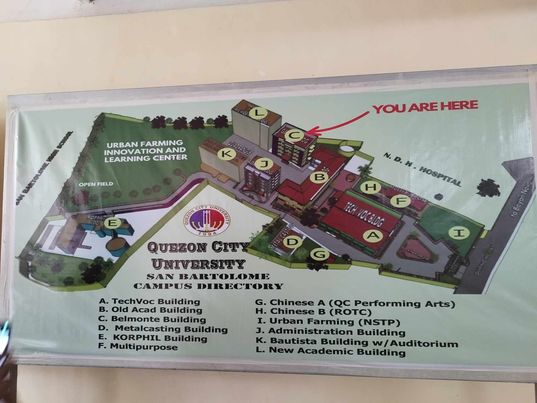 YOU ARE HERE
L
C
URBAN FARMING
INNOVATION AND
LEARNING CENTER
K
J
B
N. D. H. HOSPITAL
OPEN FIELD
H
F
TECH VOC BLDG
E
D
G
A
I
QUEZON CITY
UNIVERSITY
SAN BARTOLOME
CAMPUS DIRECTORY
A. TechVoc Building
B. Old Acad Building
C. Belmonte Building
D. Metalcasting Building
E. KORPHIL Building
F. Multipurpose
G. Chinese A (QC Performing Arts)
H. Chinese B (ROTC)
I. Urban Farming (NSTP)
J. Administration Building
K. Bautista Building w/Auditorium
L. New Academic Building